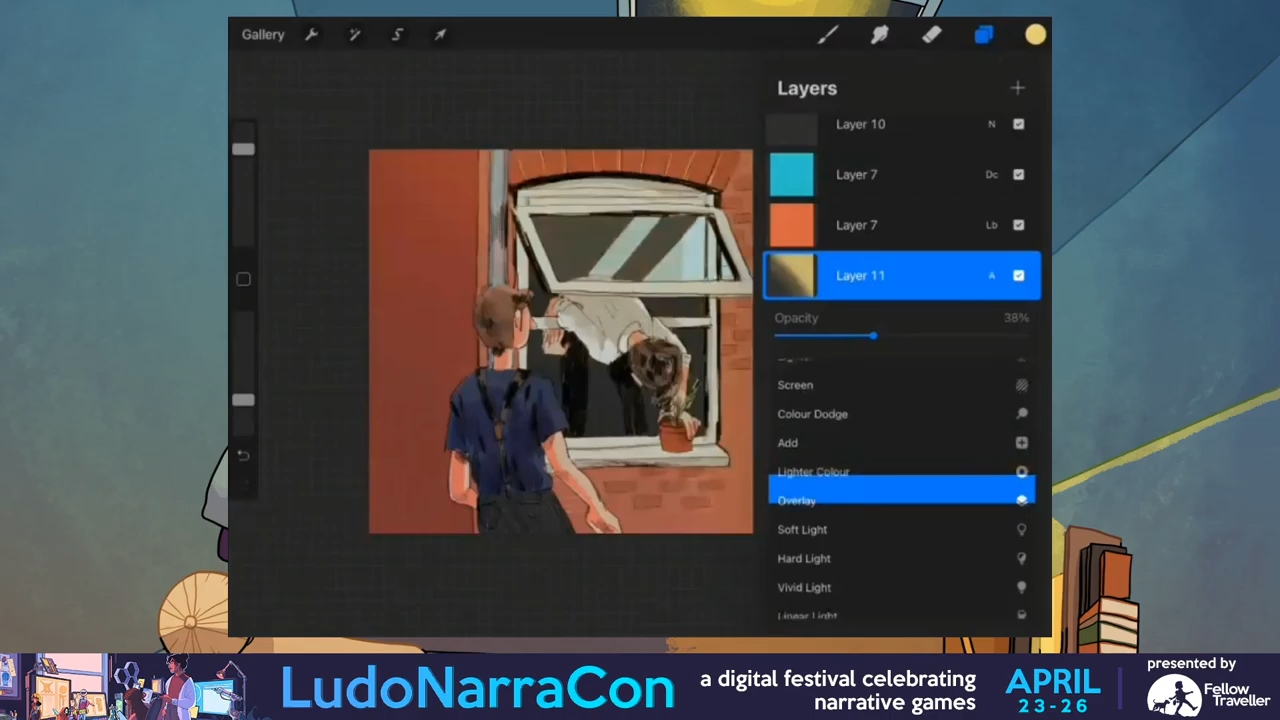 Gallery
Layers
Layer 10 N
Layer 7 Dc
Layer 7 Lb
Layer 11 A
Opacity 38%
Screen
Colour Dodge
Add
Lighter Colour
Overlay
Soft Light
Hard Light
Vivid Light
Linear Light
LudoNarraCon
a digital festival celebrating
narrative games
APRIL
23-26
presented by
Fellow
Traveller